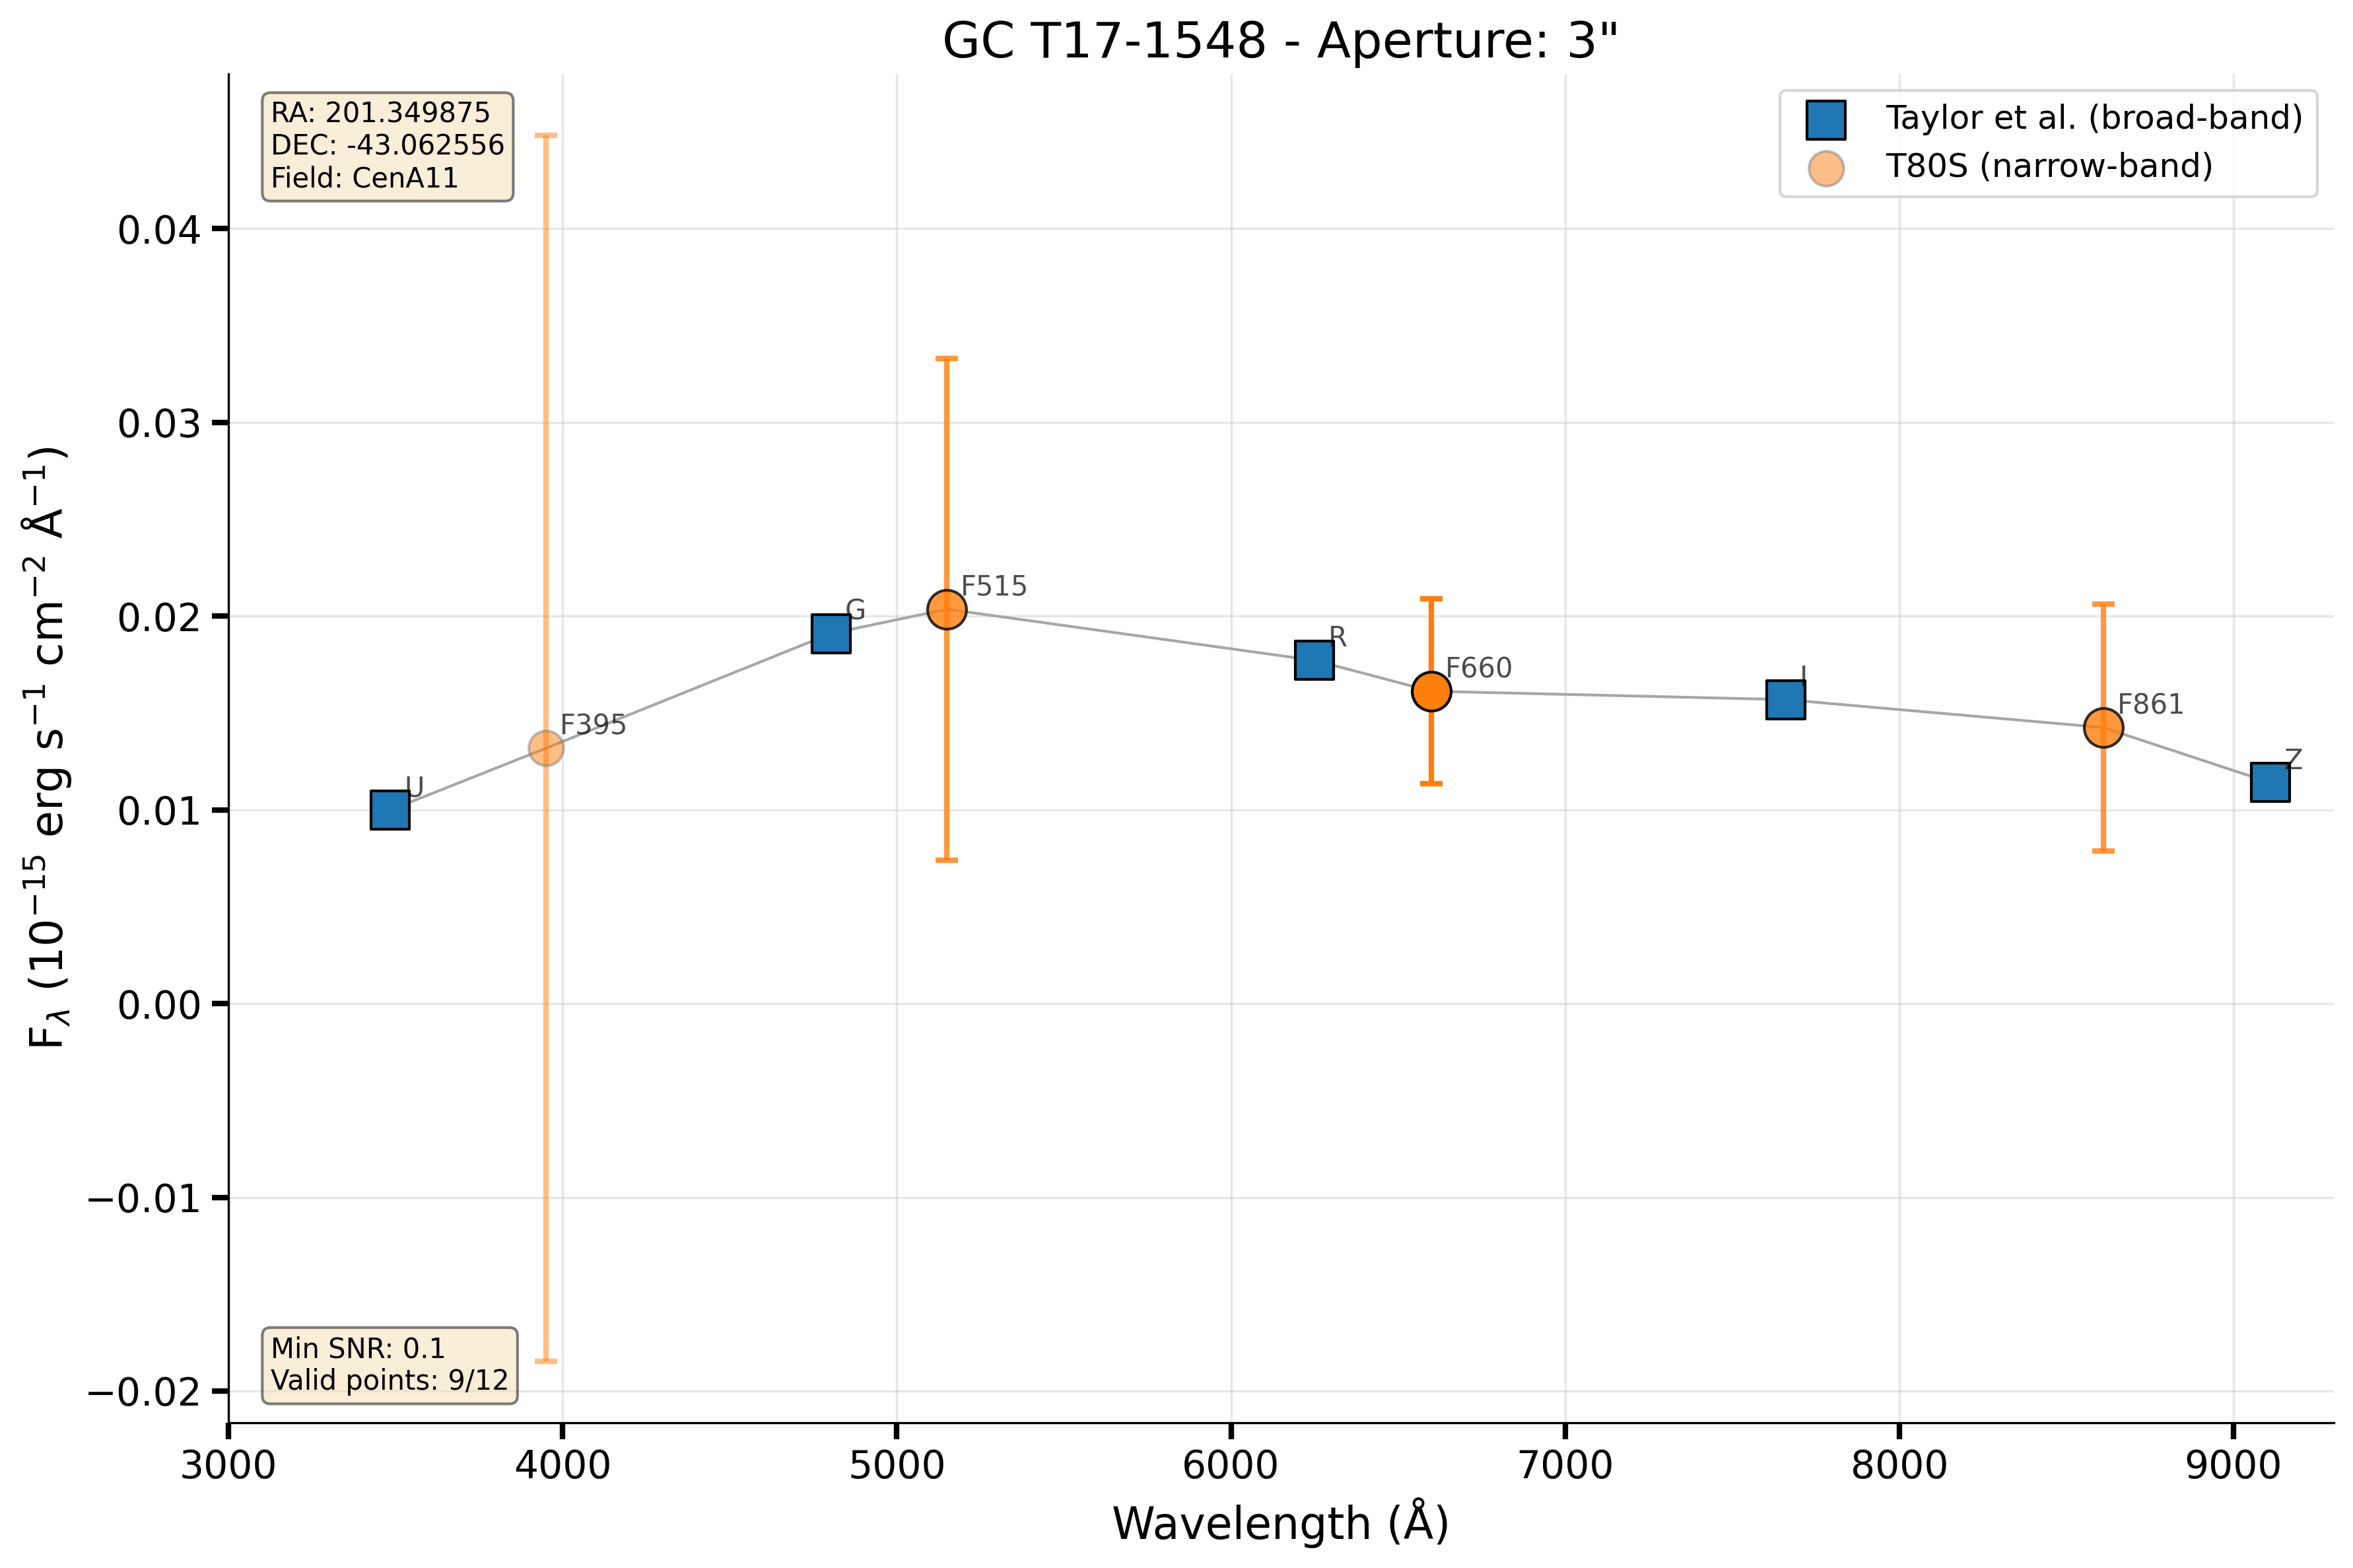 GC T17-1548 - Aperture: 3"
RA: 201.349875
DEC: -43.062556
Field: CenA11
Taylor et al. (broad-band)
T80S (narrow-band)
0.04
0.03
0.02
0.01
0.00
−0.01
−0.02
F_λ (10⁻¹⁵ erg s⁻¹ cm⁻² Å⁻¹)
U
F395
G
F515
R
F660
I
F861
Z
Min SNR: 0.1
Valid points: 9/12
3000 4000 5000 6000 7000 8000 9000
Wavelength (Å)